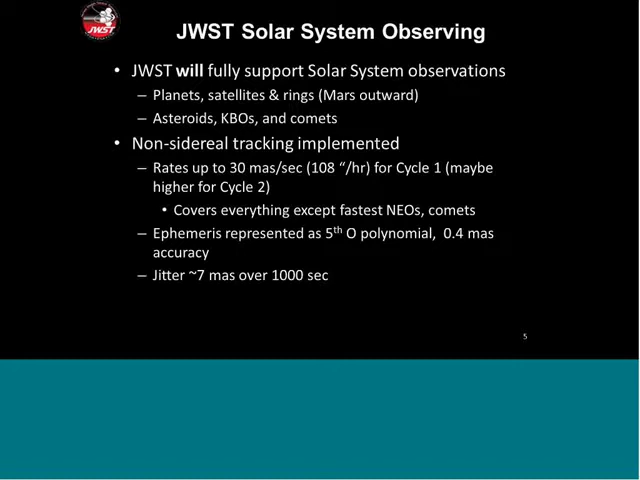 JWST
JWST Solar System Observing
• JWST will fully support Solar System observations
– Planets, satellites & rings (Mars outward)
– Asteroids, KBOs, and comets
• Non-sidereal tracking implemented
– Rates up to 30 mas/sec (108 “/hr) for Cycle 1 (maybe
higher for Cycle 2)
• Covers everything except fastest NEOs, comets
– Ephemeris represented as 5th O polynomial, 0.4 mas
accuracy
– Jitter ~7 mas over 1000 sec
5